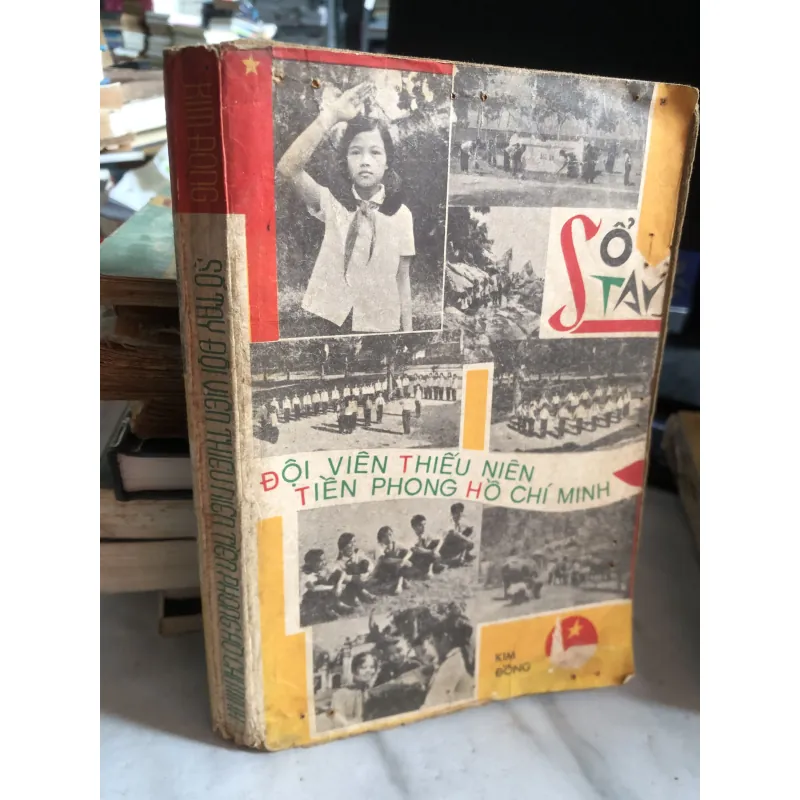 SỔ
TAY
ĐỘI VIÊN THIẾU NIÊN
TIỀN PHONG HỒ CHÍ MINH
KIM
ĐỒNG
KIM ĐỒNG
SỔ TAY ĐỘI VIÊN THIẾU NIÊN TIỀN PHONG HỒ CHÍ MINH